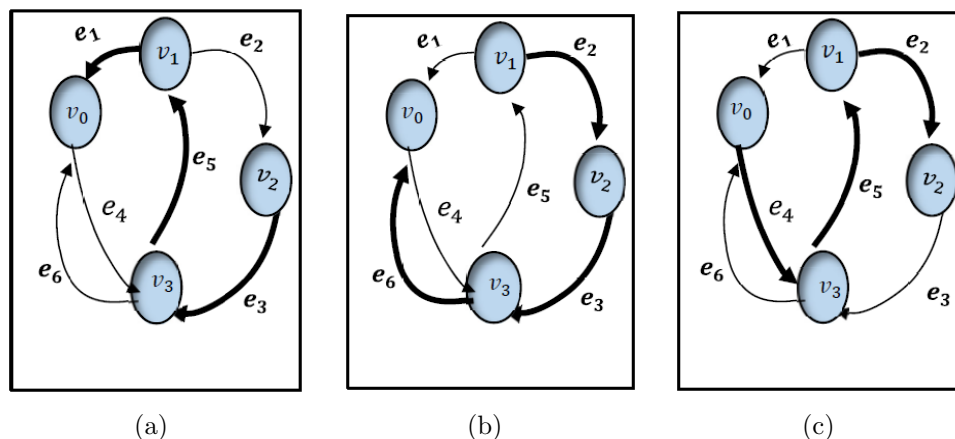 e₁ v₁ e₂
v₀
e₅ v₂
e₄
e₆ v₃ e₃
(a)
e₁ v₁ e₂
v₀
v₂
e₄ e₅
e₆ v₃ e₃
(b)
e₁ v₁ e₂
v₀
e₅ v₂
e₄
e₆ v₃ e₃
(c)